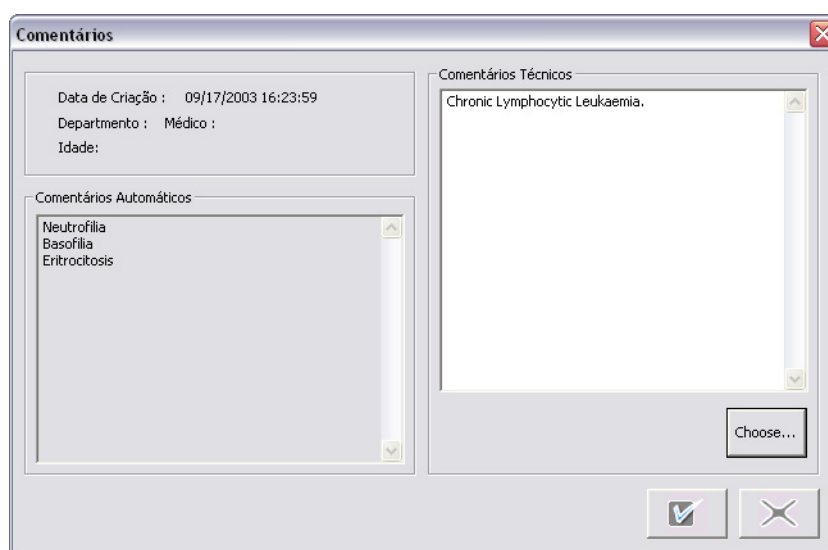 Comentários
Data de Criação : 09/17/2003 16:23:59
Departmento : Médico :
Idade:
Comentários Automáticos
Neutrofilia
Basofilia
Eritrocitosis
Comentários Técnicos
Chronic Lymphocytic Leukaemia.
Choose...